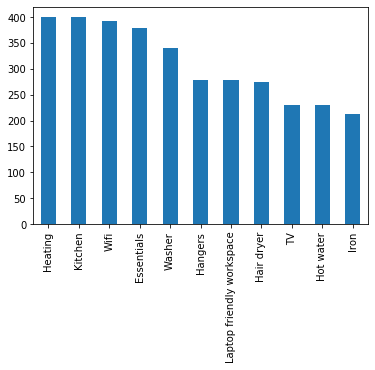 400
350
300
250
200
150
100
50
0
Heating
Kitchen
Wifi
Essentials
Washer
Hangers
Laptop friendly workspace
Hair dryer
TV
Hot water
Iron